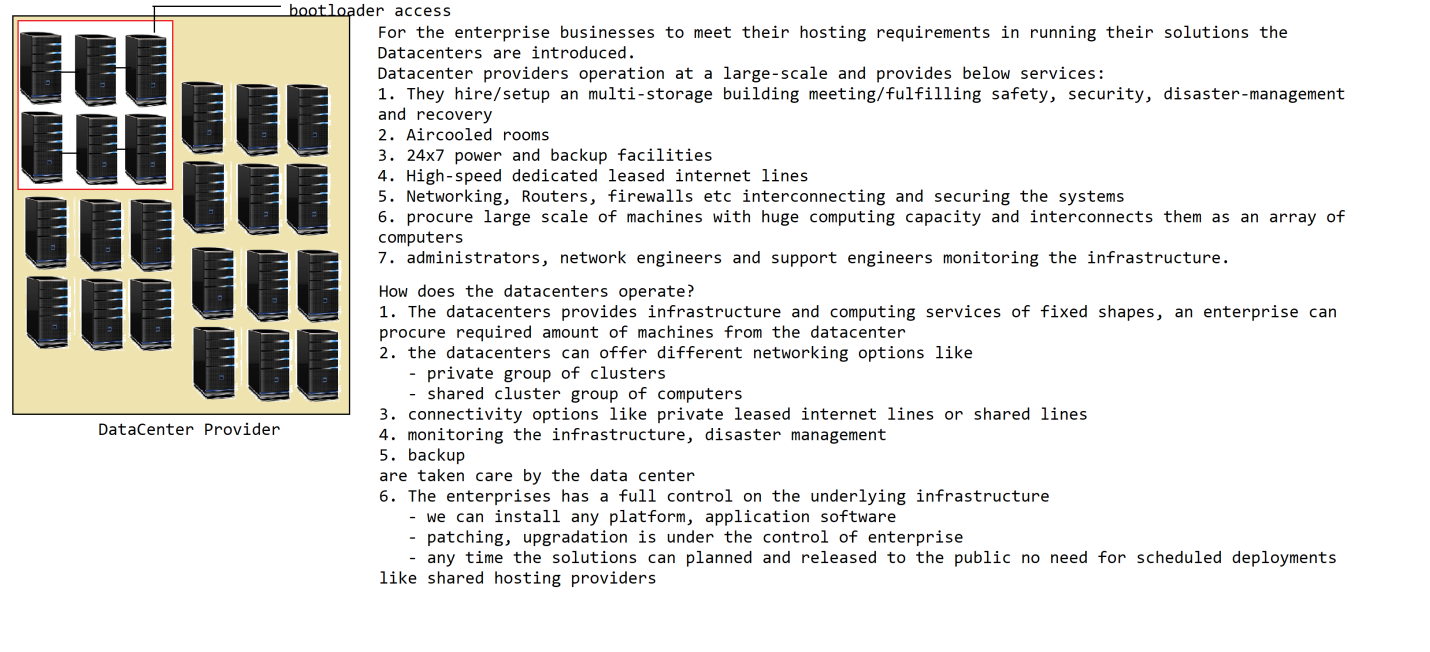 bootloader access
For the enterprise businesses to meet their hosting requirements in running their solutions the
Datacenters are introduced.
Datacenter providers operation at a large-scale and provides below services:
1. They hire/setup an multi-storage building meeting/fulfilling safety, security, disaster-management
and recovery
2. Aircooled rooms
3. 24x7 power and backup facilities
4. High-speed dedicated leased internet lines
5. Networking, Routers, firewalls etc interconnecting and securing the systems
6. procure large scale of machines with huge computing capacity and interconnects them as an array of
computers
7. administrators, network engineers and support engineers monitoring the infrastructure.
How does the datacenters operate?
1. The datacenters provides infrastructure and computing services of fixed shapes, an enterprise can
procure required amount of machines from the datacenter
2. the datacenters can offer different networking options like
- private group of clusters
- shared cluster group of computers
3. connectivity options like private leased internet lines or shared lines
4. monitoring the infrastructure, disaster management
5. backup
are taken care by the data center
6. The enterprises has a full control on the underlying infrastructure
- we can install any platform, application software
- patching, upgradation is under the control of enterprise
- any time the solutions can planned and released to the public no need for scheduled deployments
like shared hosting providers
DataCenter Provider